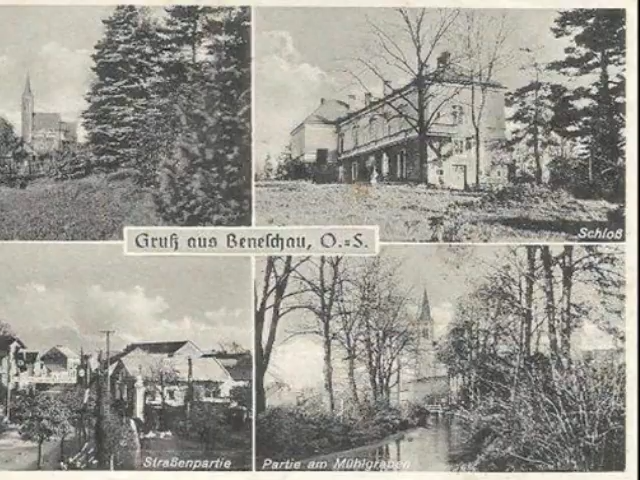 Schloß
Gruß aus Beneschau, O.=S.
Straßenpartie
Partie am Mühlgraben